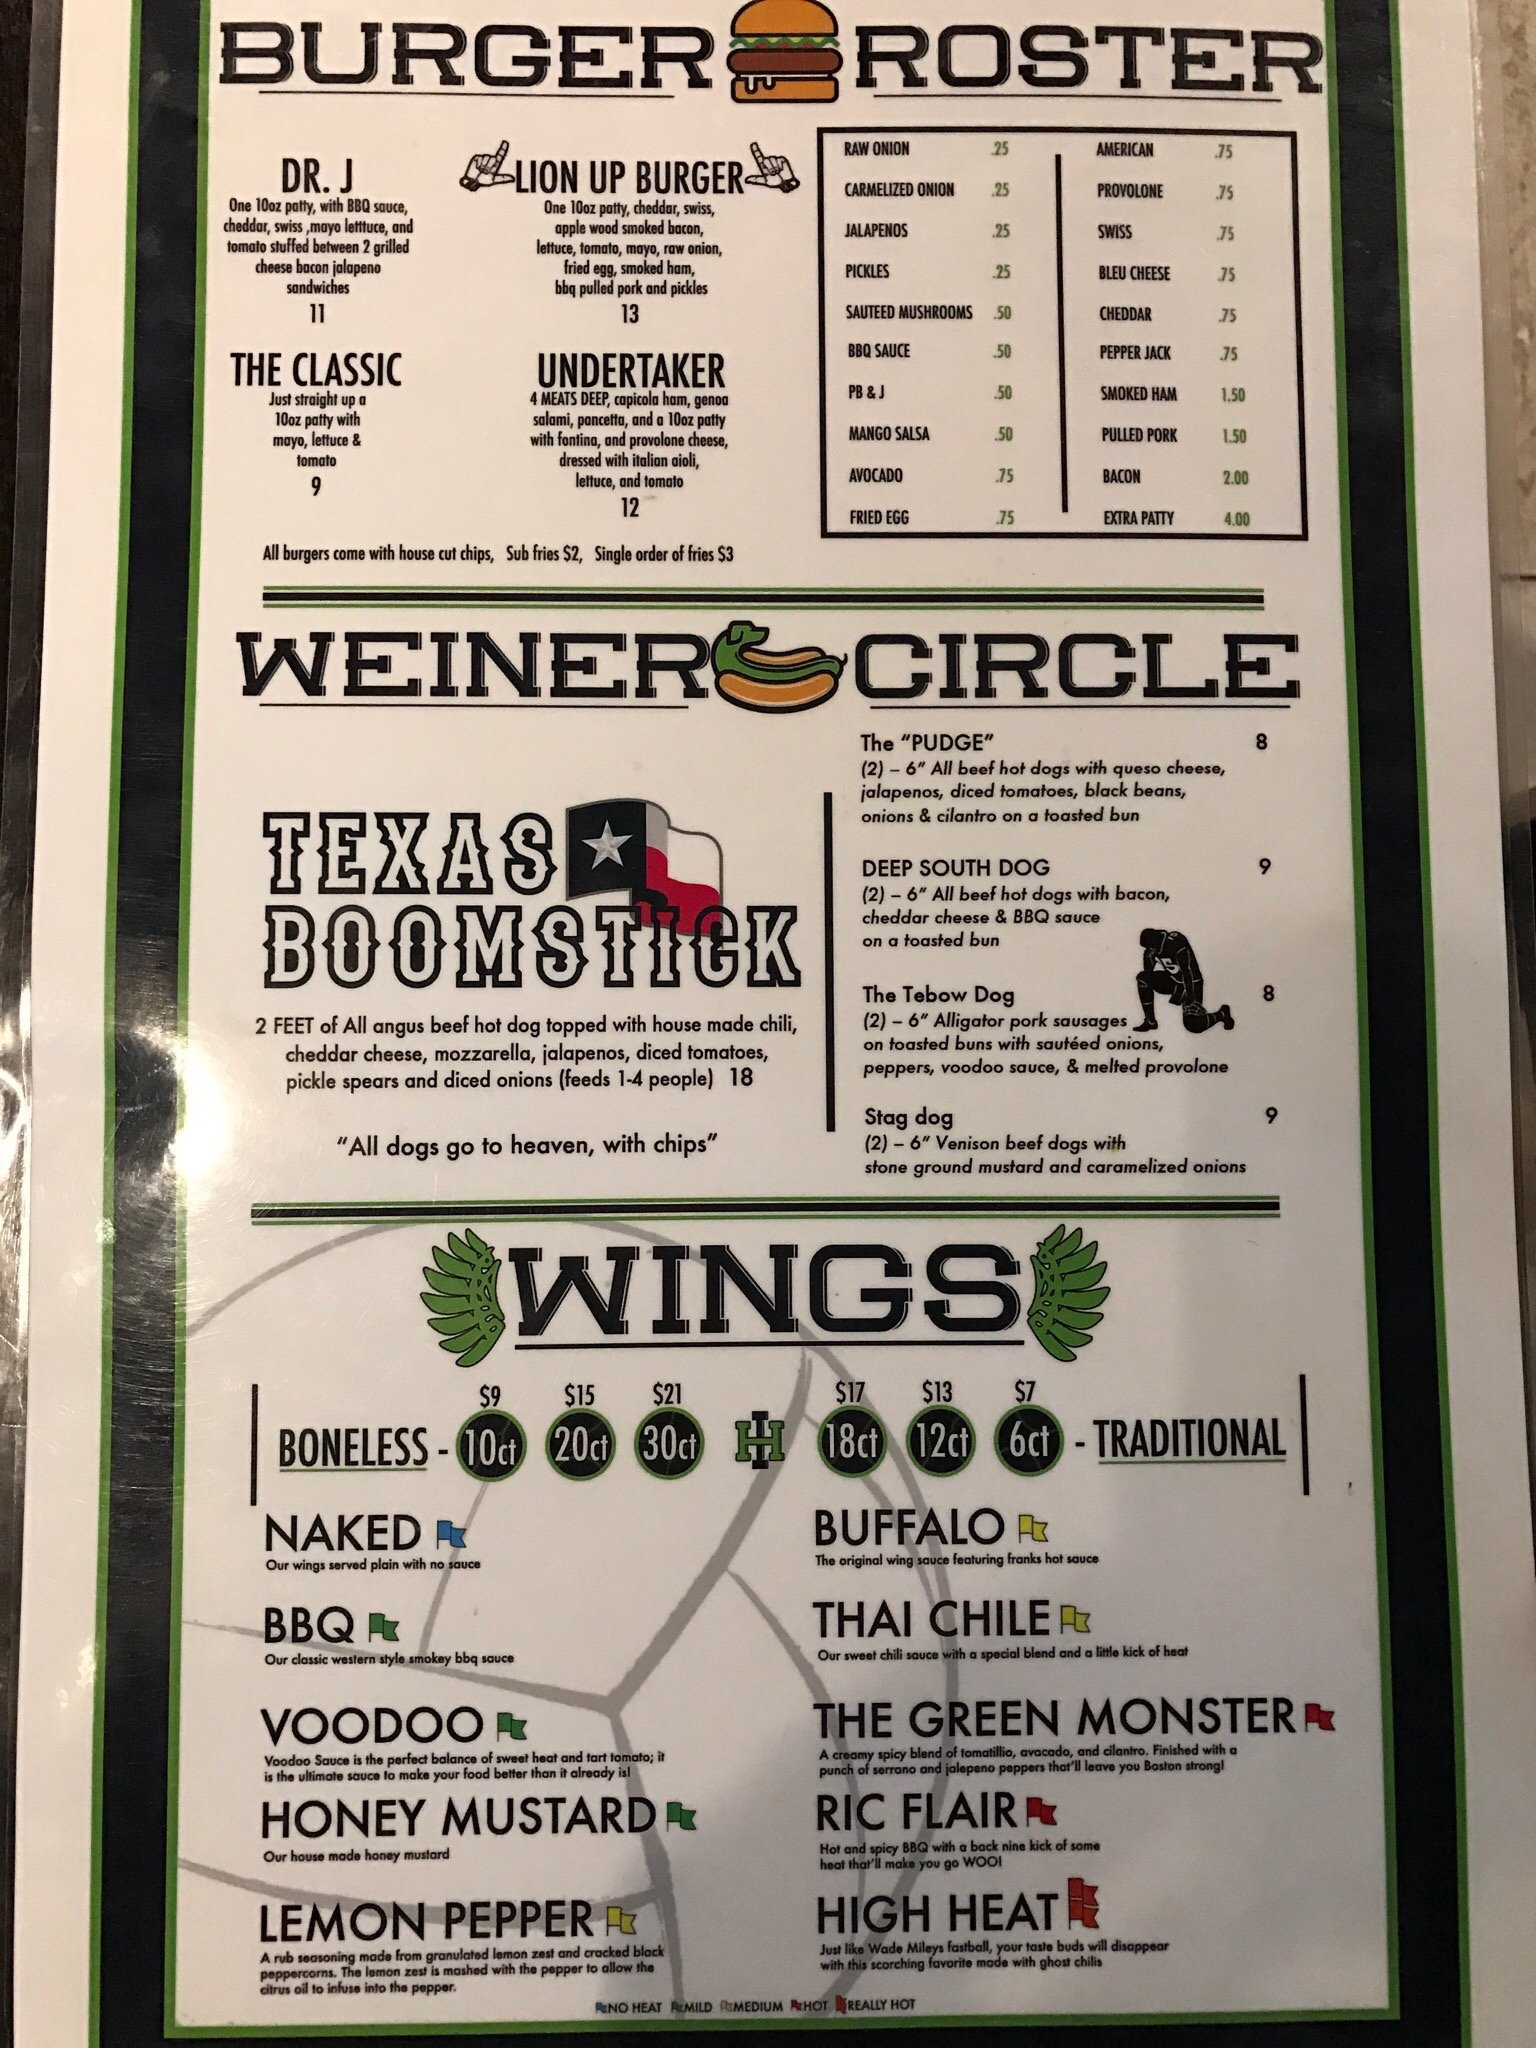 BURGER ROSTER
DR. J
One 10oz patty, with BBQ sauce,
cheddar, swiss ,mayo letttuce, and
tomato stuffed between 2 grilled
cheese bacon jalapeno
sandwiches
11
LION UP BURGER
One 10oz patty, cheddar, swiss,
apple wood smoked bacon,
lettuce, tomato, mayo, raw onion,
fried egg, smoked ham,
bbq pulled pork and pickles
13
THE CLASSIC
Just straight up a
10oz patty with
mayo, lettuce &
tomato
9
UNDERTAKER
4 MEATS DEEP, capicola ham, genoa
salami, pancetta, and a 10oz patty
with fontina, and provolone cheese,
dressed with italian aioli,
lettuce, and tomato
12
All burgers come with house cut chips, Sub fries $2, Single order of fries $3
RAW ONION .25
CARMELIZED ONION .25
JALAPENOS .25
PICKLES .25
SAUTEED MUSHROOMS .50
BBQ SAUCE .50
PB & J .50
MANGO SALSA .50
AVOCADO .75
FRIED EGG .75
AMERICAN .75
PROVOLONE .75
SWISS .75
BLEU CHEESE .75
CHEDDAR .75
PEPPER JACK .75
SMOKED HAM 1.50
PULLED PORK 1.50
BACON 2.00
EXTRA PATTY 4.00
WEINER CIRCLE
TEXAS
BOOMSTICK
2 FEET of All angus beef hot dog topped with house made chili,
cheddar cheese, mozzarella, jalapenos, diced tomatoes,
pickle spears and diced onions (feeds 1-4 people) 18
"All dogs go to heaven, with chips"
The "PUDGE" 8
(2) – 6" All beef hot dogs with queso cheese,
jalapenos, diced tomatoes, black beans,
onions & cilantro on a toasted bun
DEEP SOUTH DOG 9
(2) – 6" All beef hot dogs with bacon,
cheddar cheese & BBQ sauce
on a toasted bun
The Tebow Dog 8
(2) – 6" Alligator pork sausages
on toasted buns with sautéed onions,
peppers, voodoo sauce, & melted provolone
Stag dog 9
(2) – 6" Venison beef dogs with
stone ground mustard and caramelized onions
WINGS
$9 $15 $21 $17 $13 $7
BONELESS - 10ct 20ct 30ct HI 18ct 12ct 6ct - TRADITIONAL
NAKED
Our wings served plain with no sauce
BBQ
Our classic western style smokey bbq sauce
VOODOO
Voodoo Sauce is the perfect balance of sweet heat and tart tomato; it
is the ultimate sauce to make your food better than it already is!
HONEY MUSTARD
Our house made honey mustard
LEMON PEPPER
A rub seasoning made from granulated lemon zest and cracked black
peppercorns. The lemon zest is mashed with the pepper to allow the
citrus oil to infuse into the pepper.
BUFFALO
The original wing sauce featuring franks hot sauce
THAI CHILE
Our sweet chili sauce with a special blend and a little kick of heat
THE GREEN MONSTER
A creamy spicy blend of tomatillio, avocado, and cilantro. Finished with a
punch of serrano and jalepeno peppers that'll leave you Boston strong!
RIC FLAIR
Hot and spicy BBQ with a back nine kick of some
heat that'll make you go WOO!
HIGH HEAT
Just like Wade Mileys fastball, your taste buds will disappear
with this scorching favorite made with ghost chilis
NO HEAT MILD MEDIUM HOT REALLY HOT